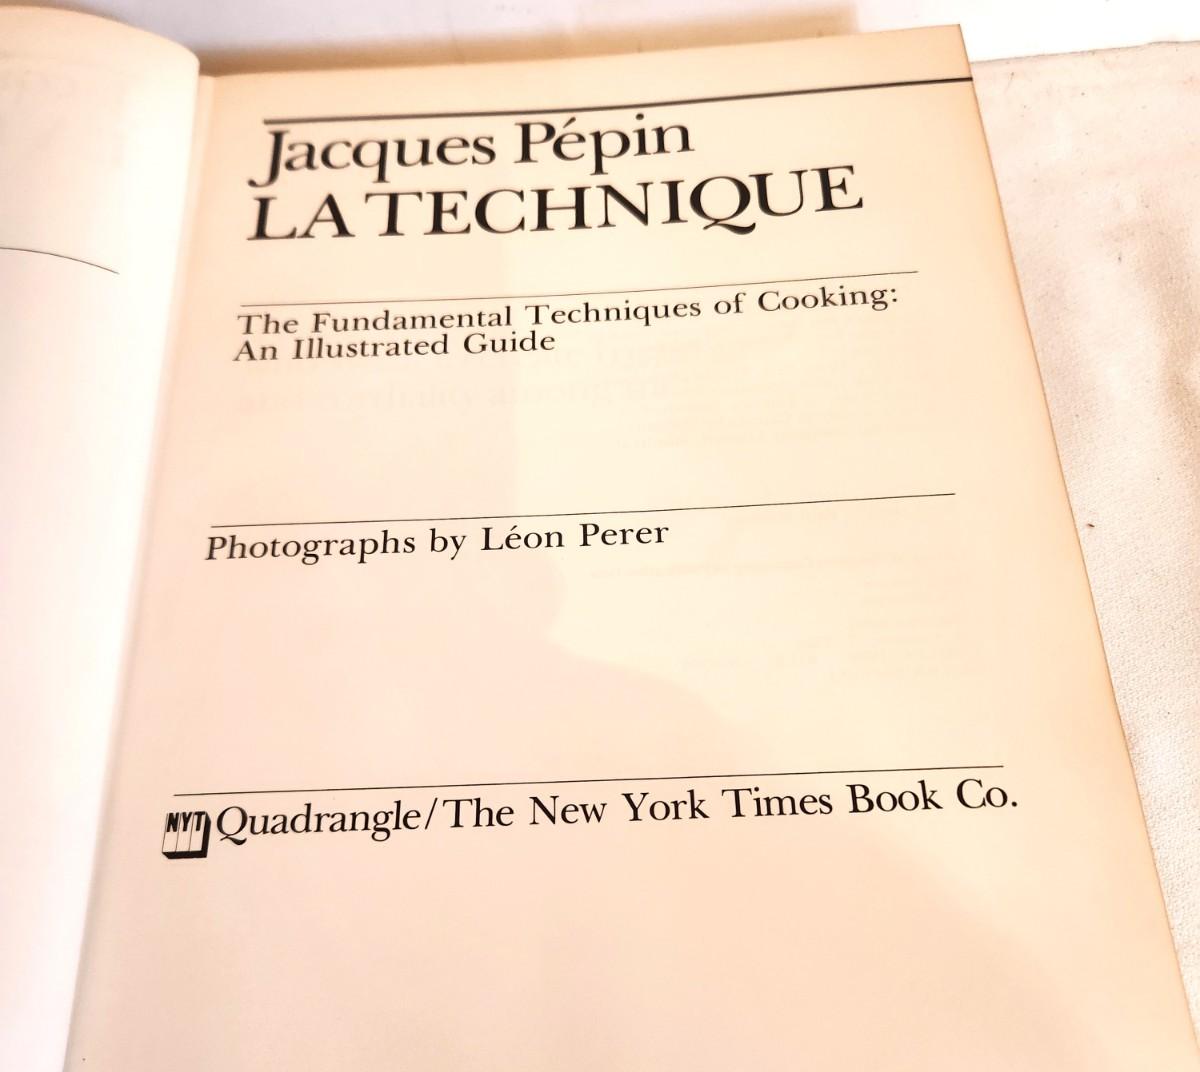 Jacques Pépin
LA TECHNIQUE
The Fundamental Techniques of Cooking:
An Illustrated Guide
Photographs by Léon Perer
NYT Quadrangle/The New York Times Book Co.